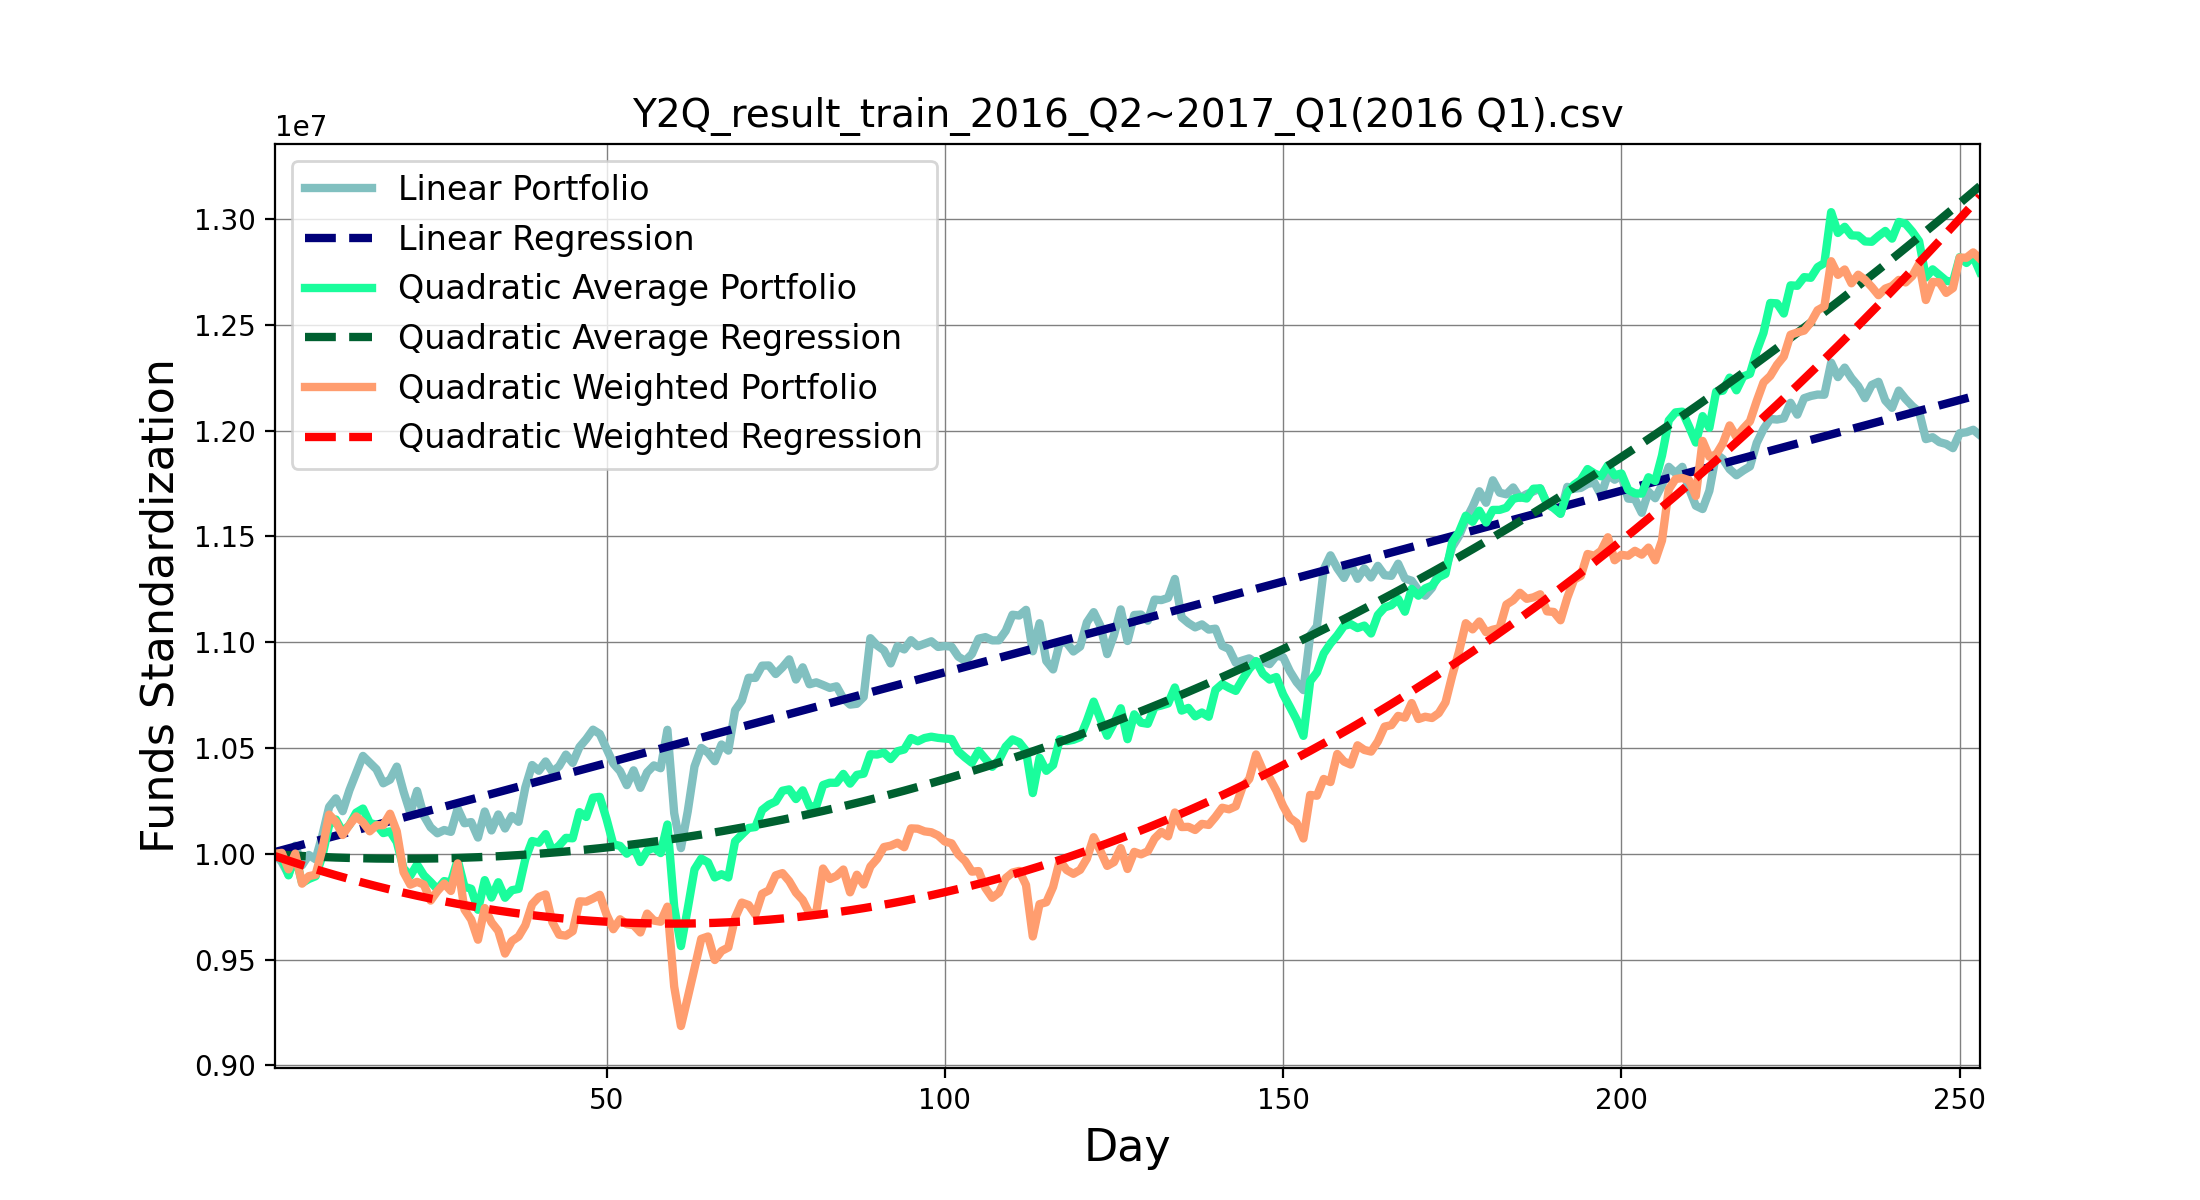 Y2Q_result_train_2016_Q2~2017_Q1(2016 Q1).csv
1e7
Linear Portfolio
Linear Regression
Quadratic Average Portfolio
Quadratic Average Regression
Quadratic Weighted Portfolio
Quadratic Weighted Regression
Funds Standardization
1.30
1.25
1.20
1.15
1.10
1.05
1.00
0.95
0.90
50 100 150 200 250
Day